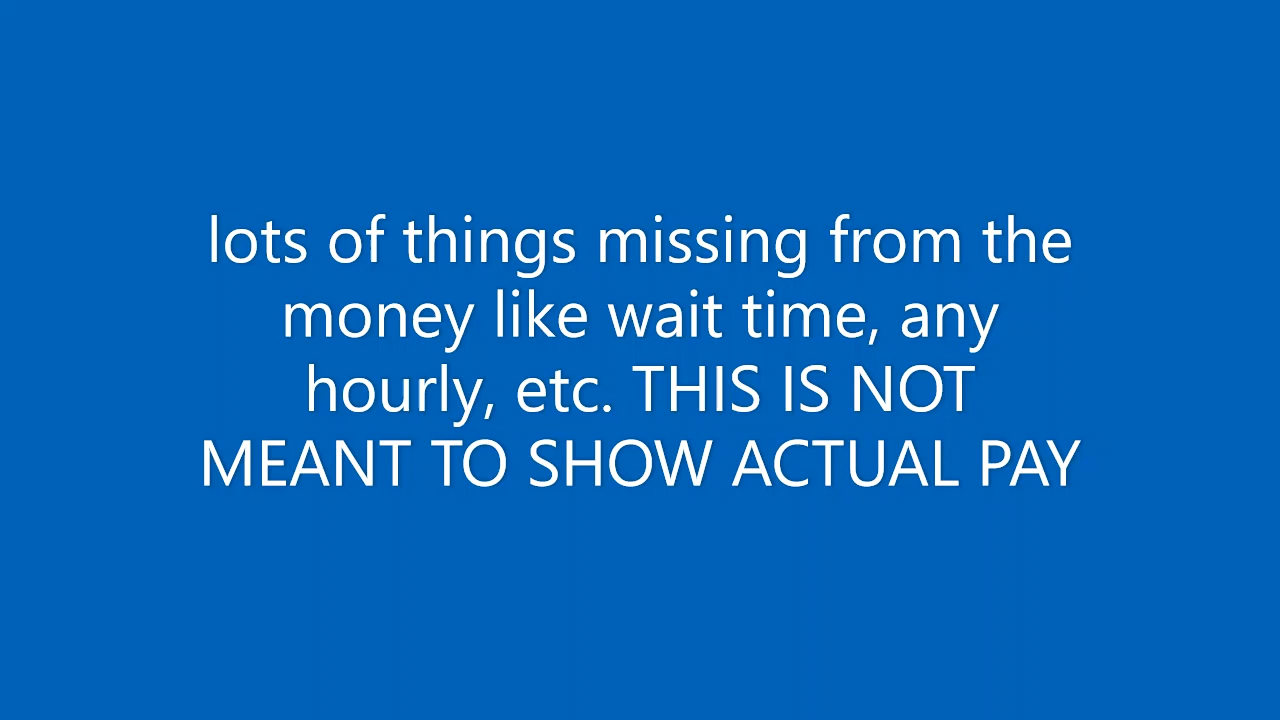 lots of things missing from the
money like wait time, any
hourly, etc. THIS IS NOT
MEANT TO SHOW ACTUAL PAY